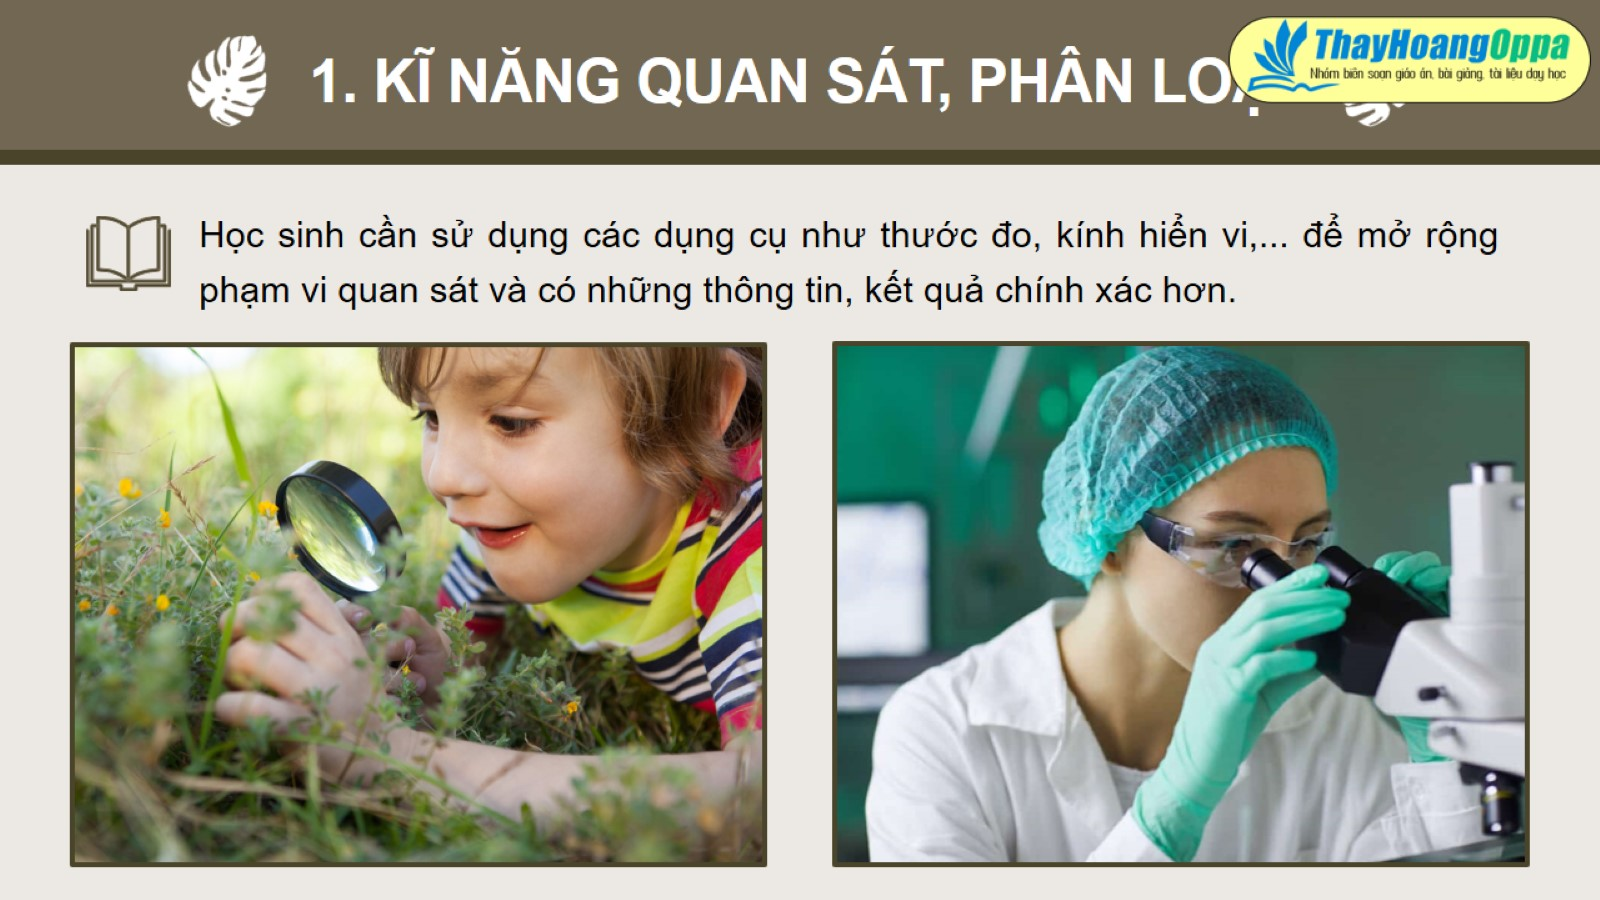 1. KĨ NĂNG QUAN SÁT, PHÂN
ThayHoangOppa
Nhóm biên soạn giáo án, bài giảng, tài liệu dạy học
Học sinh cần sử dụng các dụng cụ như thước đo, kính hiển vi,... để mở rộng
phạm vi quan sát và có những thông tin, kết quả chính xác hơn.